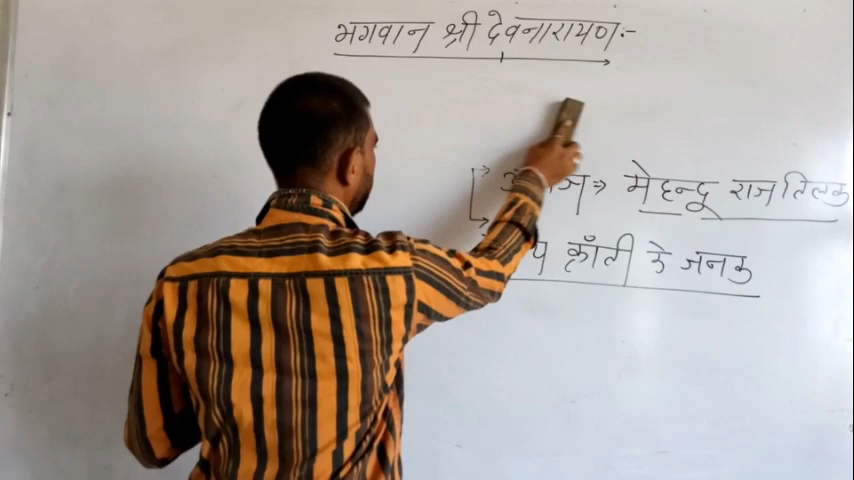 भगवान श्री देवनारायण:-
⇒ मेहन्दू राजतिलक
क्राँती के जनक